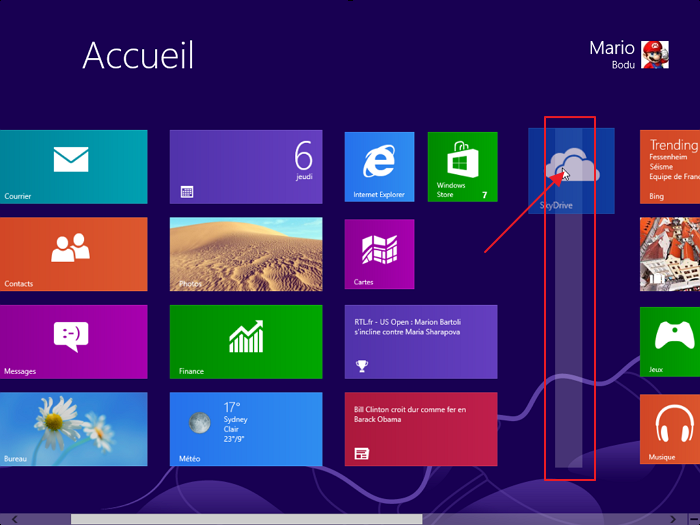 Accueil
Mario
Bodu
Courrier
6
jeudi
Internet Explorer
Windows
Store
7
SkyDrive
Trending
Fessenheim
Séisme
Equipe de Franc
Bing
Contacts
Photos
Cartes
Messages
Finance
RTL.fr - US Open : Marion Bartoli
s'incline contre Maria Sharapova
Jeux
Bureau
17°
Sydney
Clair
23°/9°
Météo
Bill Clinton croit dur comme fer en
Barack Obama
Musique